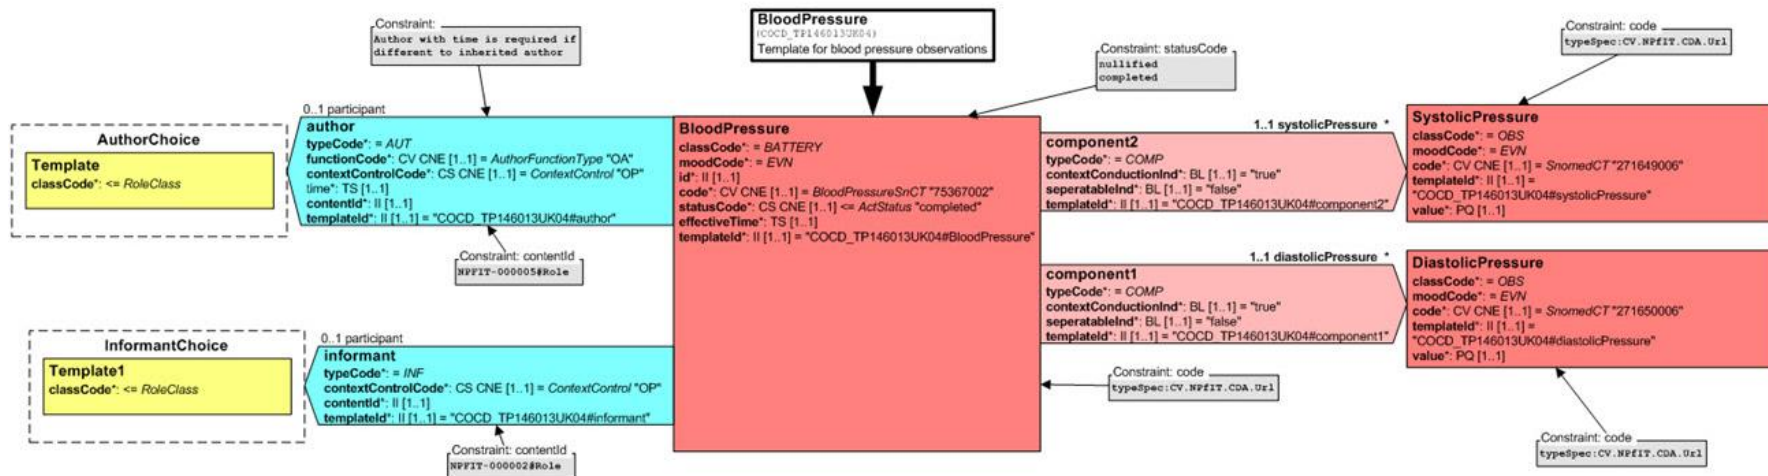 Constraint:
Author with time is required if
different to inherited author
BloodPressure
(COCD_TP146013UK04)
Template for blood pressure observations
Constraint: statusCode
nullified
completed
Constraint: code
typeSpec:CV.NPfIT.CDA.Url
AuthorChoice
Template
classCode*: <= RoleClass
0..1 participant
author
typeCode*: = AUT
functionCode*: CV CNE [1..1] = AuthorFunctionType "OA"
contextControlCode*: CS CNE [1..1] = ContextControl "OP"
time*: TS [1..1]
contentId*: II [1..1]
templateId*: II [1..1] = "COCD_TP146013UK04#author"
Constraint: contentId
NPFIT-000005#Role
BloodPressure
classCode*: = BATTERY
moodCode*: = EVN
id*: II [1..1]
code*: CV CNE [1..1] = BloodPressureSnCT "75367002"
statusCode*: CS CNE [1..1] <= ActStatus "completed"
effectiveTime*: TS [1..1]
templateId*: II [1..1] = "COCD_TP146013UK04#BloodPressure"
1..1 systolicPressure *
component2
typeCode*: = COMP
contextConductionInd*: BL [1..1] = "true"
seperatableInd*: BL [1..1] = "false"
templateId*: II [1..1] = "COCD_TP146013UK04#component2"
SystolicPressure
classCode*: = OBS
moodCode*: = EVN
code*: CV CNE [1..1] = SnomedCT "271649006"
templateId*: II [1..1] =
"COCD_TP146013UK04#systolicPressure"
value*: PQ [1..1]
InformantChoice
Template1
classCode*: <= RoleClass
0..1 participant
informant
typeCode*: = INF
contextControlCode*: CS CNE [1..1] = ContextControl "OP"
contentId*: II [1..1]
templateId*: II [1..1] = "COCD_TP146013UK04#informant"
Constraint: contentId
NPFIT-000002#Role
1..1 diastolicPressure *
component1
typeCode*: = COMP
contextConductionInd*: BL [1..1] = "true"
seperatableInd*: BL [1..1] = "false"
templateId*: II [1..1] = "COCD_TP146013UK04#component1"
Constraint: code
typeSpec:CV.NPfIT.CDA.Url
DiastolicPressure
classCode*: = OBS
moodCode*: = EVN
code*: CV CNE [1..1] = SnomedCT "271650006"
templateId*: II [1..1] =
"COCD_TP146013UK04#diastolicPressure"
value*: PQ [1..1]
Constraint: code
typeSpec:CV.NPfIT.CDA.Url